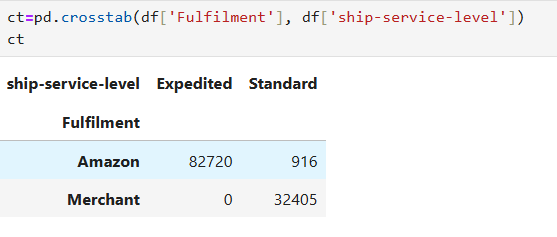 ct=pd.crosstab(df['Fulfilment'], df['ship-service-level'])
ct
ship-service-level Expedited Standard
Fulfilment
Amazon 82720 916
Merchant 0 32405